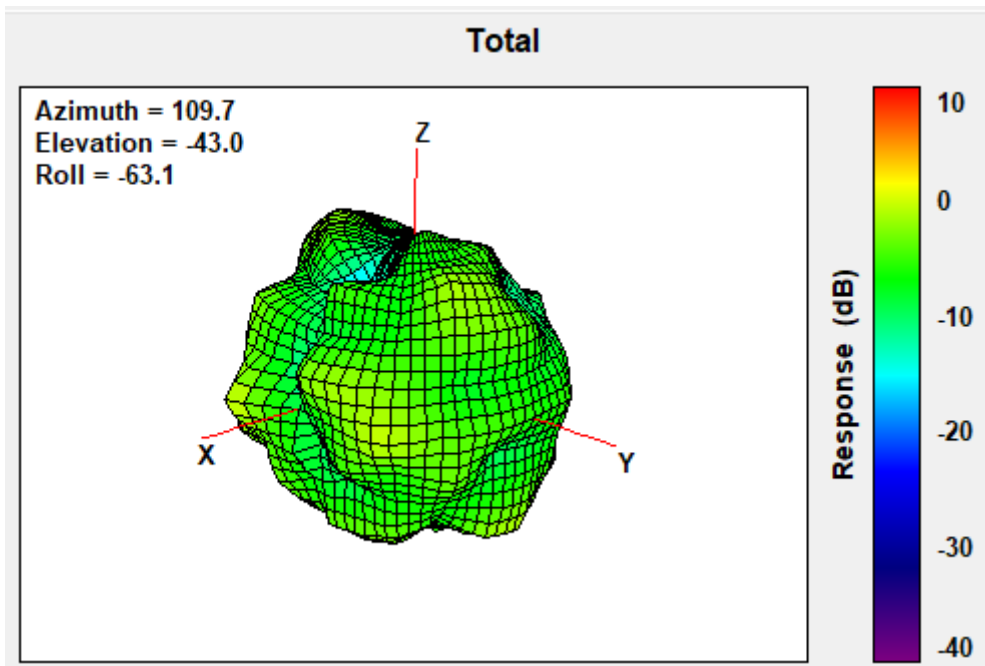 Total
Azimuth = 109.7
Elevation = -43.0
Roll = -63.1
Z
X
Y
10
0
-10
-20
-30
-40
Response (dB)